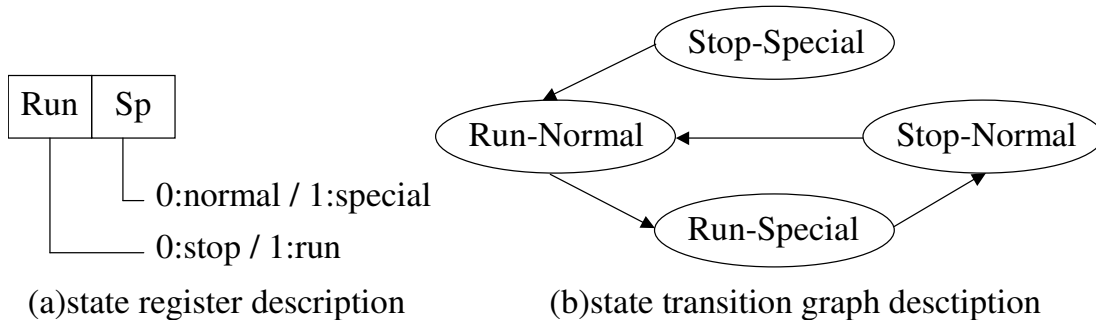 Run Sp
0:normal / 1:special
0:stop / 1:run
(a)state register description
Stop-Special
Run-Normal
Stop-Normal
Run-Special
(b)state transition graph desctiption